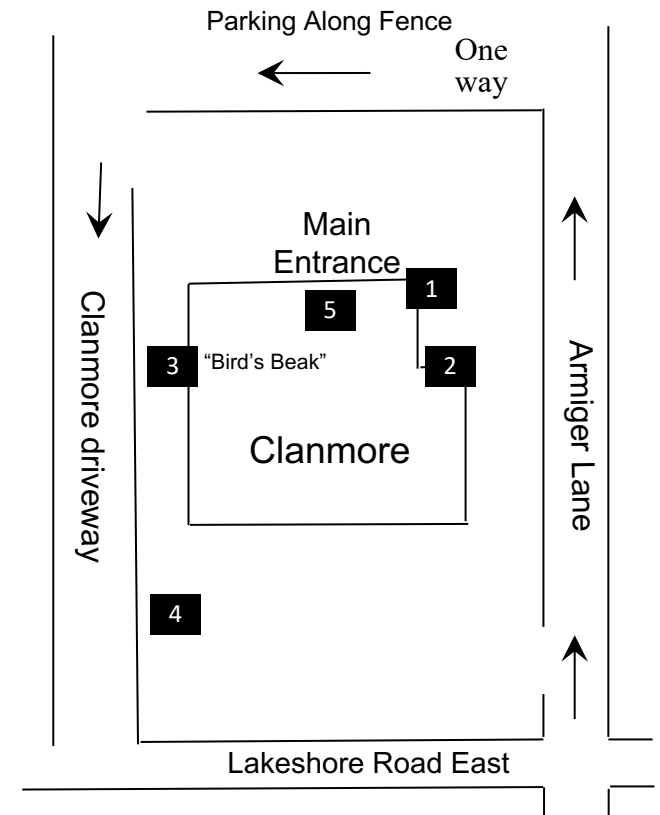 Parking Along Fence
One
way
Main
Entrance
1
5
3
“Bird’s Beak”
2
Clanmore
Clanmore driveway
Armiger Lane
4
Lakeshore Road East